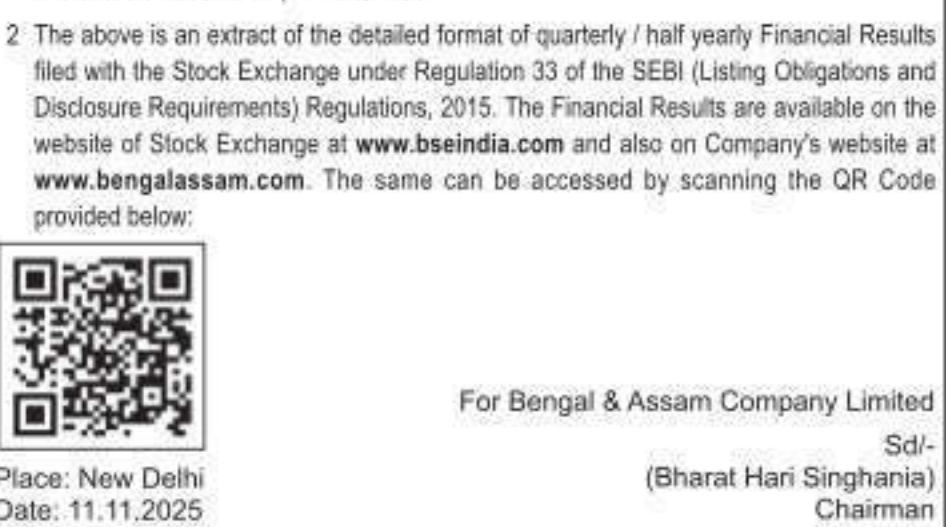 2 The above is an extract of the detailed format of quarterly / half yearly Financial Results
filed with the Stock Exchange under Regulation 33 of the SEBI (Listing Obligations and
Disclosure Requirements) Regulations, 2015. The Financial Results are available on the
website of Stock Exchange at www.bseindia.com and also on Company's website at
www.bengalassam.com. The same can be accessed by scanning the QR Code
provided below:
For Bengal & Assam Company Limited
Sd/-
(Bharat Hari Singhania)
Chairman
Place: New Delhi
Date: 11.11.2025